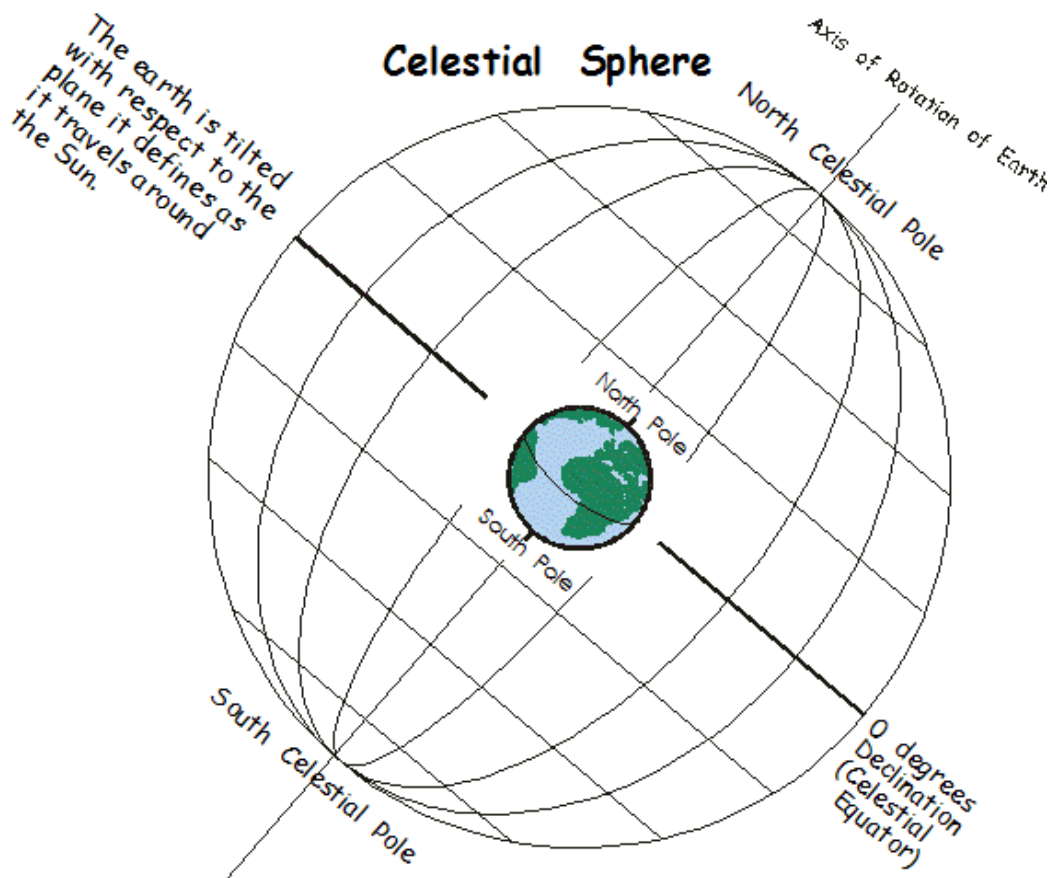 Celestial Sphere
The earth is tilted
with respect to the
plane it defines as
it travels around
the Sun.
Axis of Rotation of Earth
North Celestial Pole
North Pole
South Pole
South Celestial Pole
0 degrees
Declination
(Celestial
Equator)